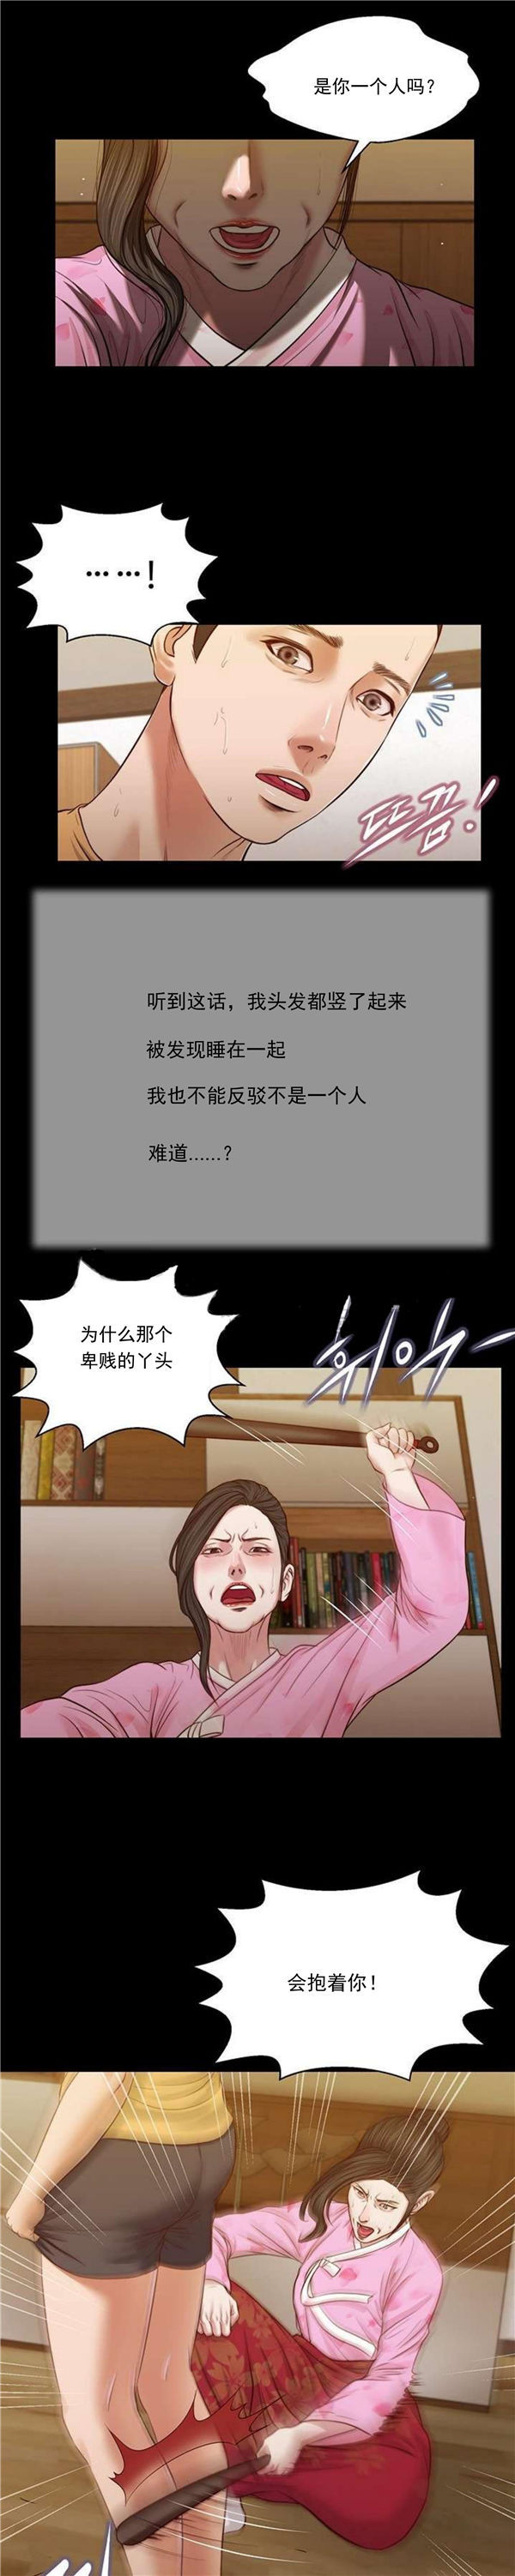 是你一个人吗？
……！
뜨끔！
听到这话，我头发都竖了起来
被发现睡在一起
我也不能反驳不是一个人
难道……？
휘익-
为什么那个
卑贱的丫头
会抱着你！